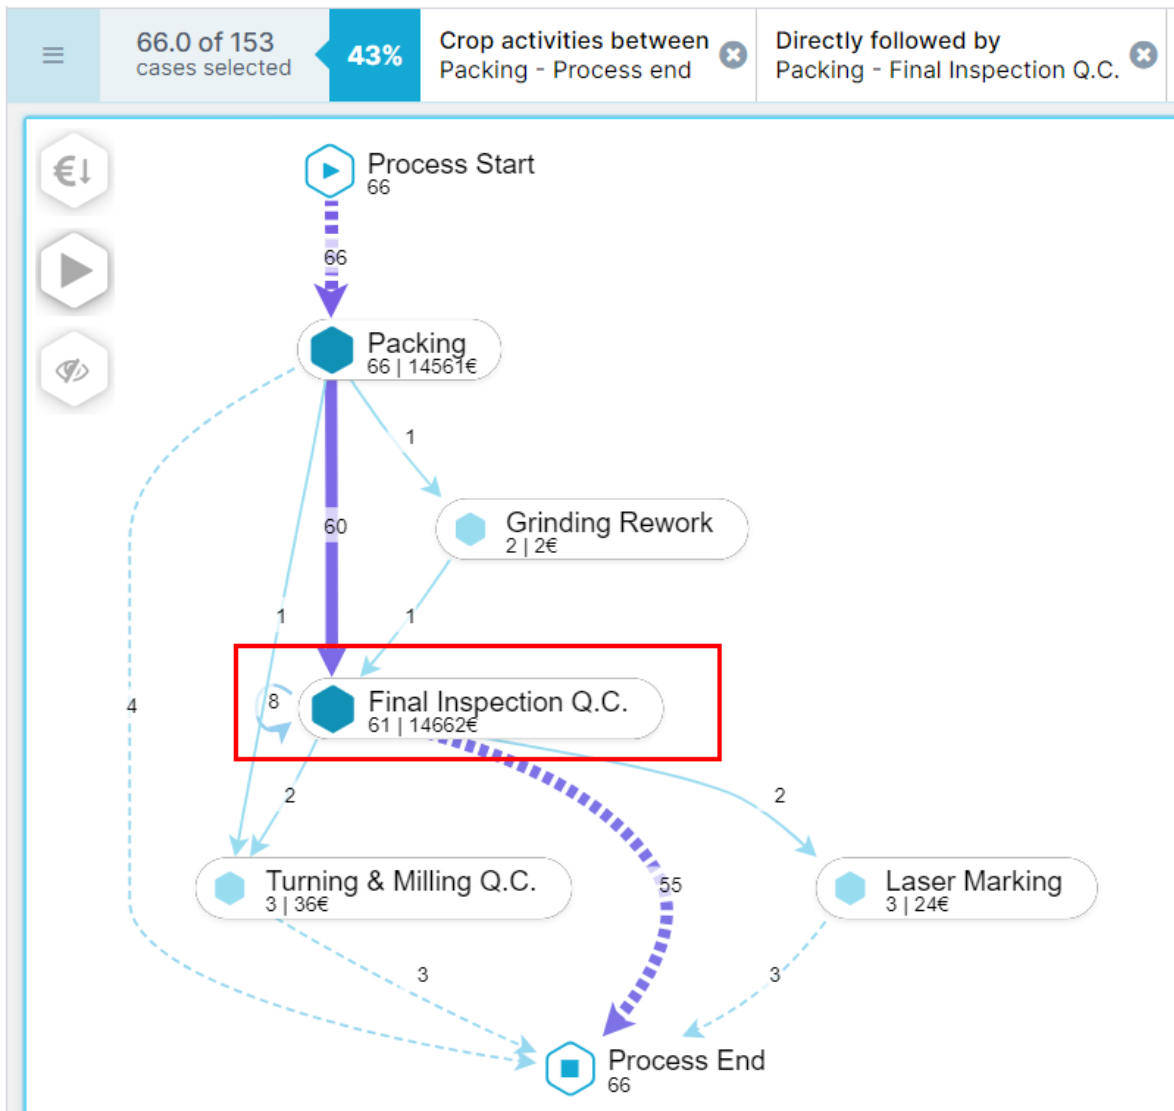 66.0 of 153
cases selected
43%
Crop activities between
Packing - Process end
Directly followed by
Packing - Final Inspection Q.C.
€↓
Process Start
66
66
Packing
66 | 14561€
1
60
Grinding Rework
2 | 2€
1
1
4
8
Final Inspection Q.C.
61 | 14662€
2
2
Turning & Milling Q.C.
3 | 36€
55
Laser Marking
3 | 24€
3
3
Process End
66